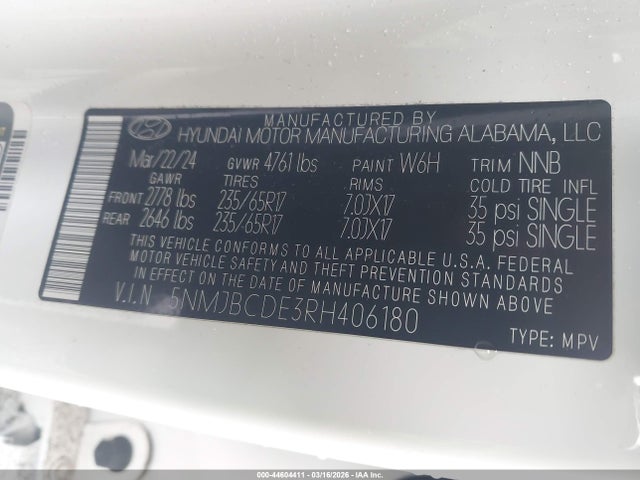 MANUFACTURED BY
HYUNDAI MOTOR MANUFACTURING ALABAMA, LLC
Mar/22/24 GVWR 4761 lbs PAINT W6H TRIM NNB
GAWR TIRES RIMS COLD TIRE INFL
FRONT 2778 lbs 235/65R17 7.0JX17 35 psi SINGLE
REAR 2646 lbs 235/65R17 7.0JX17 35 psi SINGLE
THIS VEHICLE CONFORMS TO ALL APPLICABLE U.S.A. FEDERAL
MOTOR VEHICLE SAFETY AND THEFT PREVENTION STANDARDS
IN EFFECT ON THE DATE OF MANUFACTURE SHOWN ABOVE.
V.I.N 5NMJBCDE3RH406180
TYPE: MPV
000-44604411 - 03/16/2026 - IAAI.COM